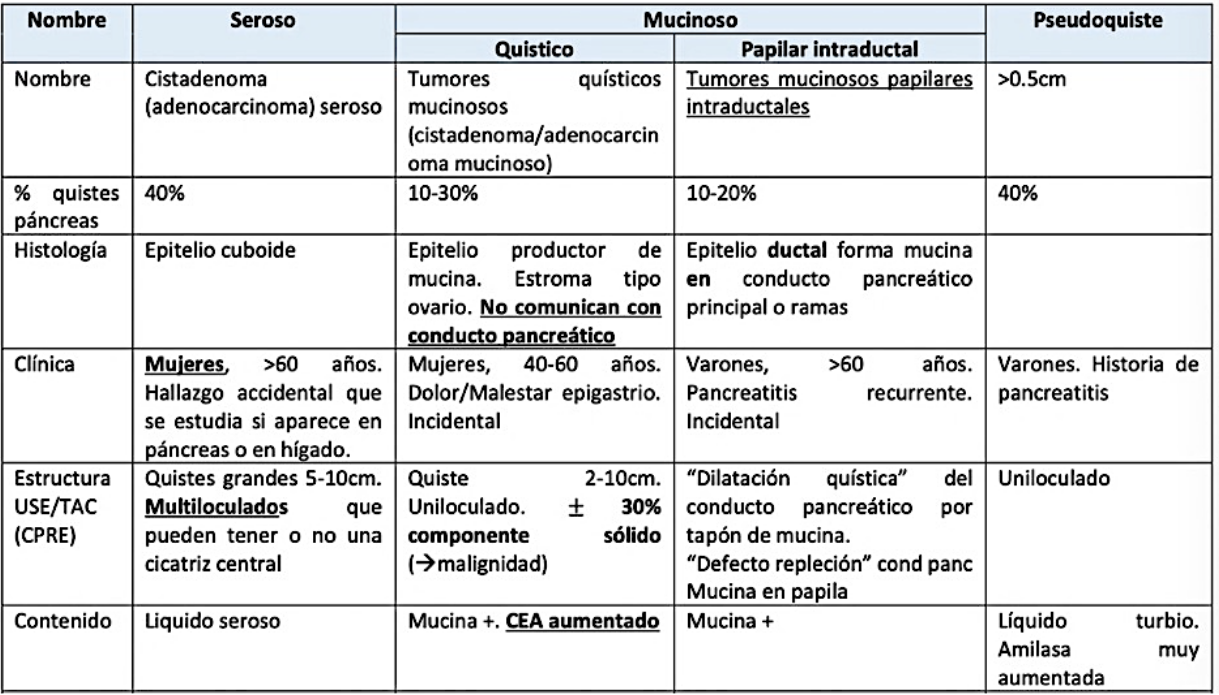 Nombre Seroso Mucinoso Pseudoquiste
Quistico Papilar intraductal
Nombre
Cistadenoma
(adenocarcinoma) seroso
Tumores quísticos
mucinosos
(cistadenoma/adenocarcin
oma mucinoso)
Tumores mucinosos papilares
intraductales
>0.5cm
% quistes
páncreas
40%
10-30%
10-20%
40%
Histología
Epitelio cuboide
Epitelio productor de
mucina. Estroma tipo
ovario. No comunican con
conducto pancreático
Epitelio ductal forma mucina
en conducto pancreático
principal o ramas
Clínica
Mujeres, >60 años.
Hallazgo accidental que
se estudia si aparece en
páncreas o en hígado.
Mujeres, 40-60 años.
Dolor/Malestar epigastrio.
Incidental
Varones, >60 años.
Pancreatitis recurrente.
Incidental
Varones. Historia de
pancreatitis
Estructura
USE/TAC
(CPRE)
Quistes grandes 5-10cm.
Multiloculados que
pueden tener o no una
cicatriz central
Quiste 2-10cm.
Uniloculado. ± 30%
componente sólido
(→malignidad)
“Dilatación quística” del
conducto pancreático por
tapón de mucina.
“Defecto repleción” cond panc
Mucina en papila
Uniloculado
Contenido
Liquido seroso
Mucina +. CEA aumentado
Mucina +
Líquido turbio.
Amilasa muy
aumentada